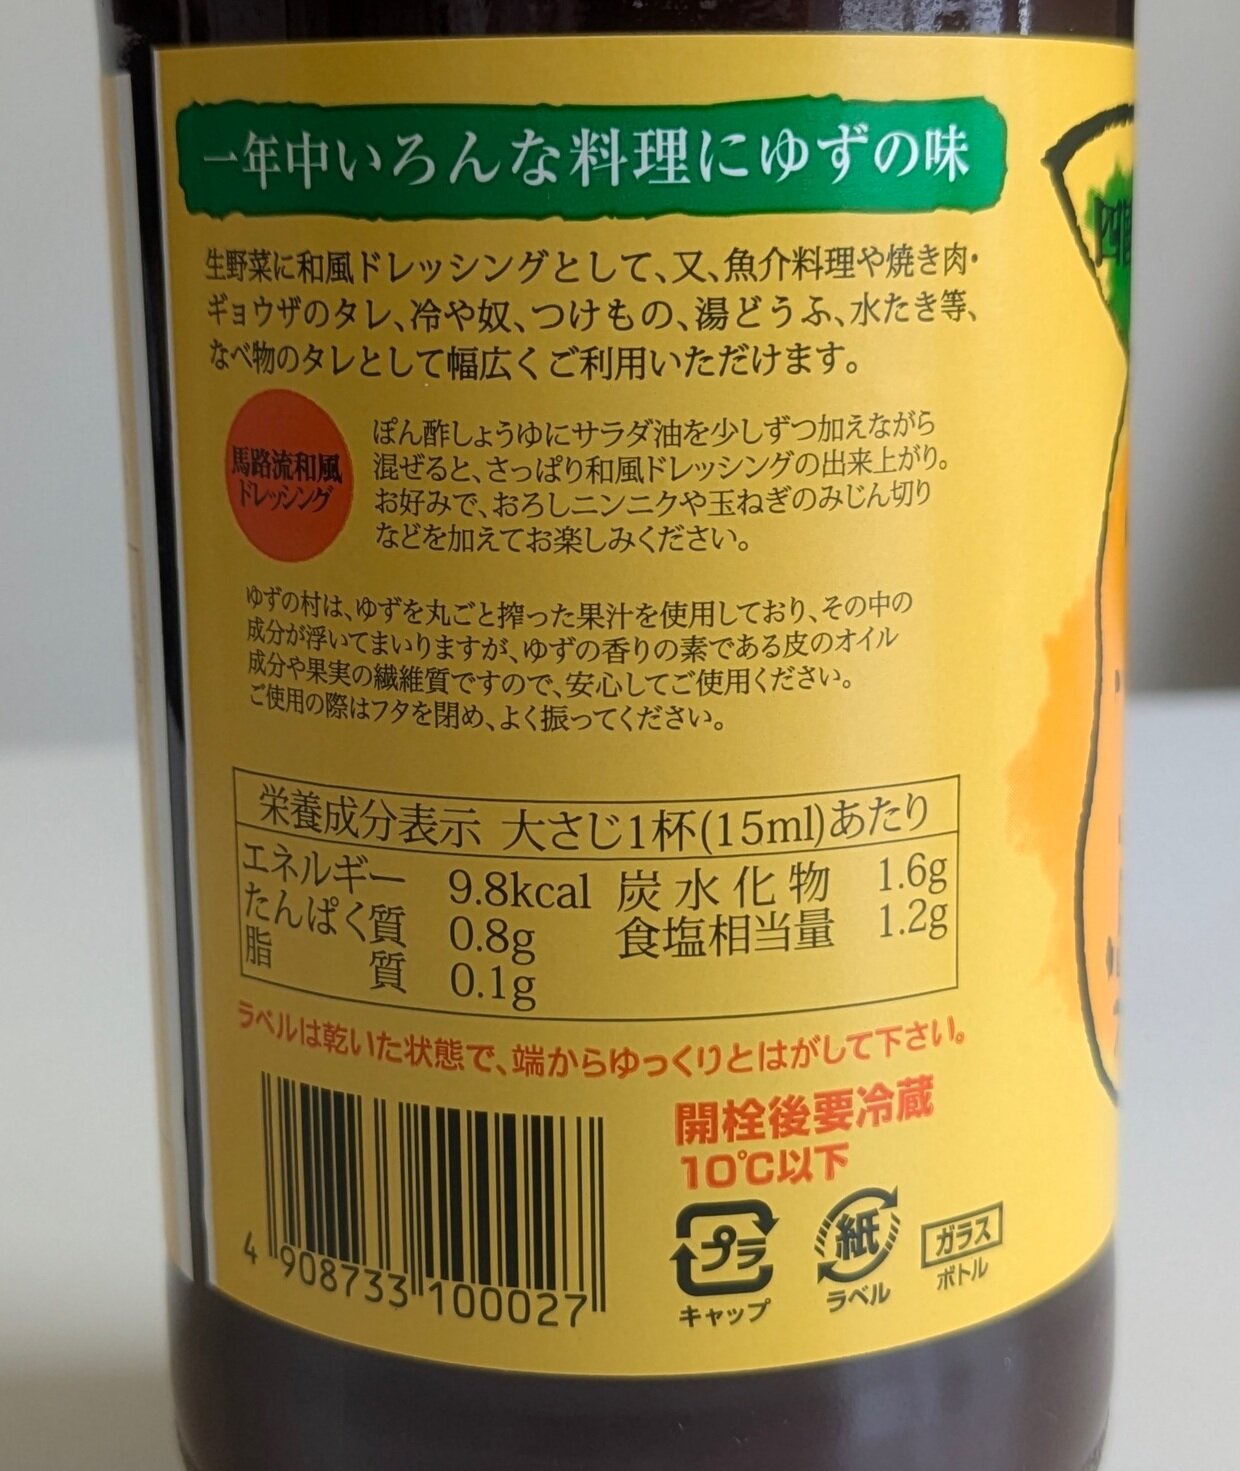 一年中いろんな料理にゆずの味
生野菜に和風ドレッシングとして、又、魚介料理や焼き肉・
ギョウザのタレ、冷や奴、つけもの、湯どうふ、水たき等、
なべ物のタレとして幅広くご利用いただけます。
馬路流和風
ドレッシング
ぽん酢しょうゆにサラダ油を少しずつ加えながら
混ぜると、さっぱり和風ドレッシングの出来上がり。
お好みで、おろしニンニクや玉ねぎのみじん切り
などを加えてお楽しみください。
ゆずの村は、ゆずを丸ごと搾った果汁を使用しており、その中の
成分が浮いてまいりますが、ゆずの香りの素である皮のオイル
成分や果実の繊維質ですので、安心してご使用ください。
ご使用の際はフタを閉め、よく振ってください。
栄養成分表示 大さじ1杯(15ml)あたり
エネルギー 9.8kcal 炭水化物 1.6g
たんぱく質 0.8g 食塩相当量 1.2g
脂質 0.1g
ラベルは乾いた状態で、端からゆっくりとはがして下さい。
開栓後要冷蔵
10℃以下
4 908733 100027
プラ
キャップ
紙
ラベル
ガラス
ボトル